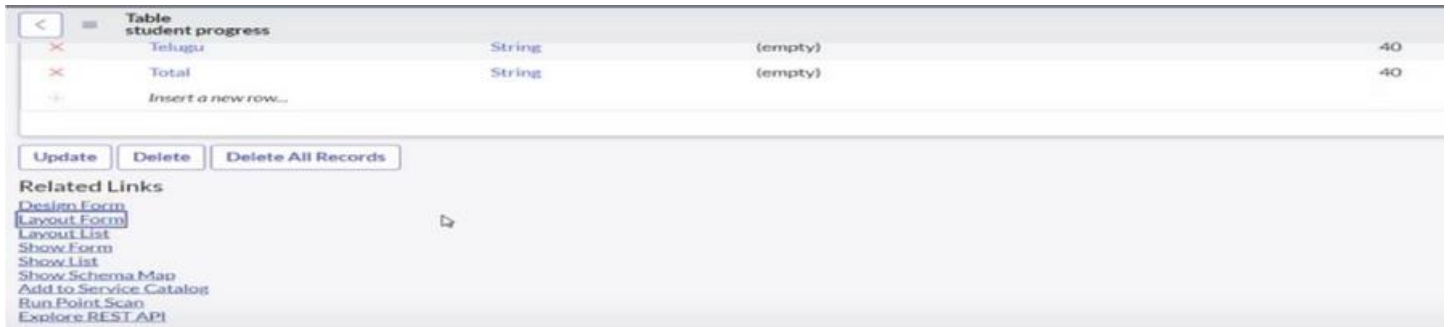 Table
student progress
Telugu String (empty) 40
Total String (empty) 40
Insert a new row...
Update Delete Delete All Records
Related Links
Design Form
Layout Form
Layout List
Show Form
Show List
Show Schema Map
Add to Service Catalog
Run Point Scan
Explore REST API